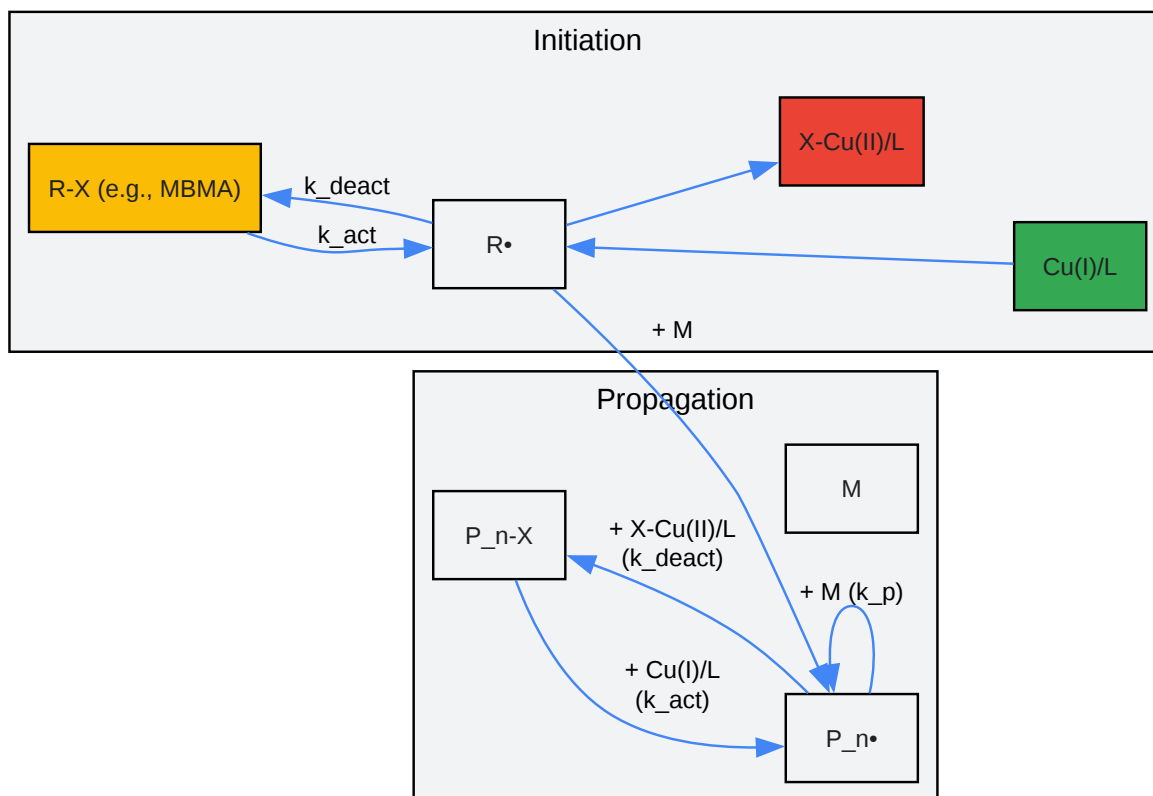 Initiation
X-Cu(II)/L
R-X (e.g., MBMA)
k_deact
k_act
R•
Cu(I)/L
+ M
Propagation
M
P_n-X
+ X-Cu(II)/L
(k_deact)
+ M (k_p)
+ Cu(I)/L
(k_act)
P_n•